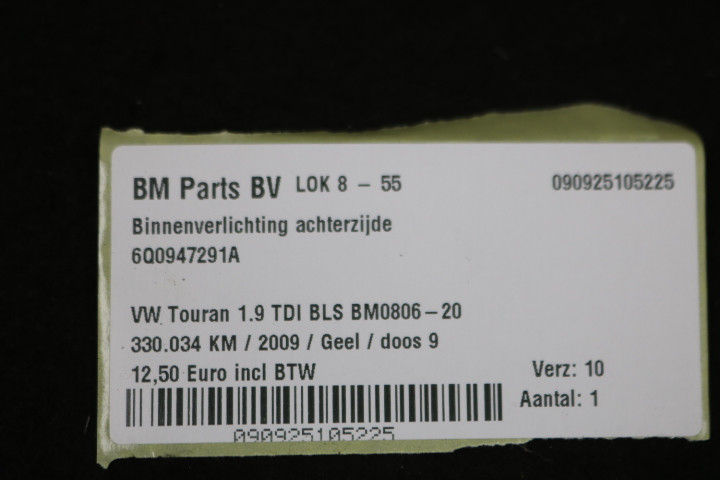 BM Parts BV LOK 8 - 55 090925105225
Binnenverlichting achterzijde
6Q0947291A
VW Touran 1.9 TDI BLS BM0806-20
330.034 KM / 2009 / Geel / doos 9
12,50 Euro incl BTW Verz: 10
Aantal: 1
090925105225